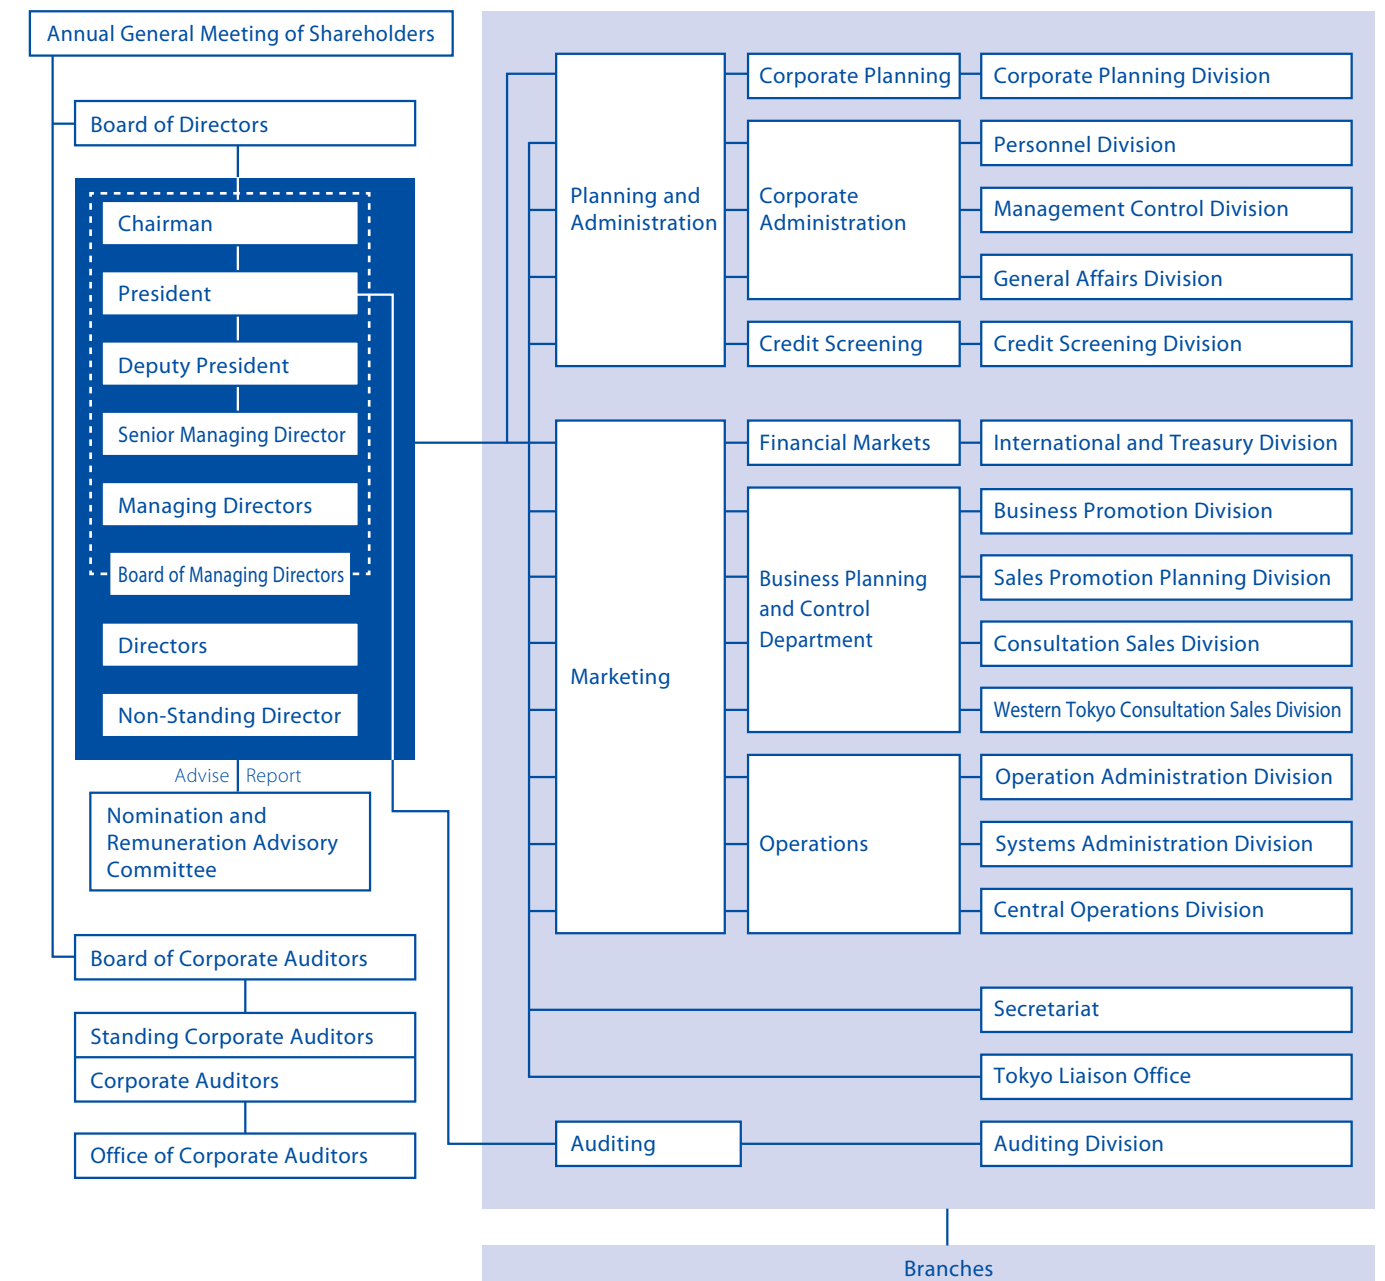 Annual General Meeting of Shareholders
Board of Directors
Chairman
President
Deputy President
Senior Managing Director
Managing Directors
Board of Managing Directors
Directors
Non-Standing Director
Advise Report
Nomination and
Remuneration Advisory
Committee
Board of Corporate Auditors
Standing Corporate Auditors
Corporate Auditors
Office of Corporate Auditors
Planning and
Administration
Corporate Planning
Corporate Planning Division
Corporate
Administration
Personnel Division
Management Control Division
General Affairs Division
Credit Screening
Credit Screening Division
Marketing
Financial Markets
International and Treasury Division
Business Planning
and Control
Department
Business Promotion Division
Sales Promotion Planning Division
Consultation Sales Division
Western Tokyo Consultation Sales Division
Operations
Operation Administration Division
Systems Administration Division
Central Operations Division
Secretariat
Tokyo Liaison Office
Auditing
Auditing Division
Branches